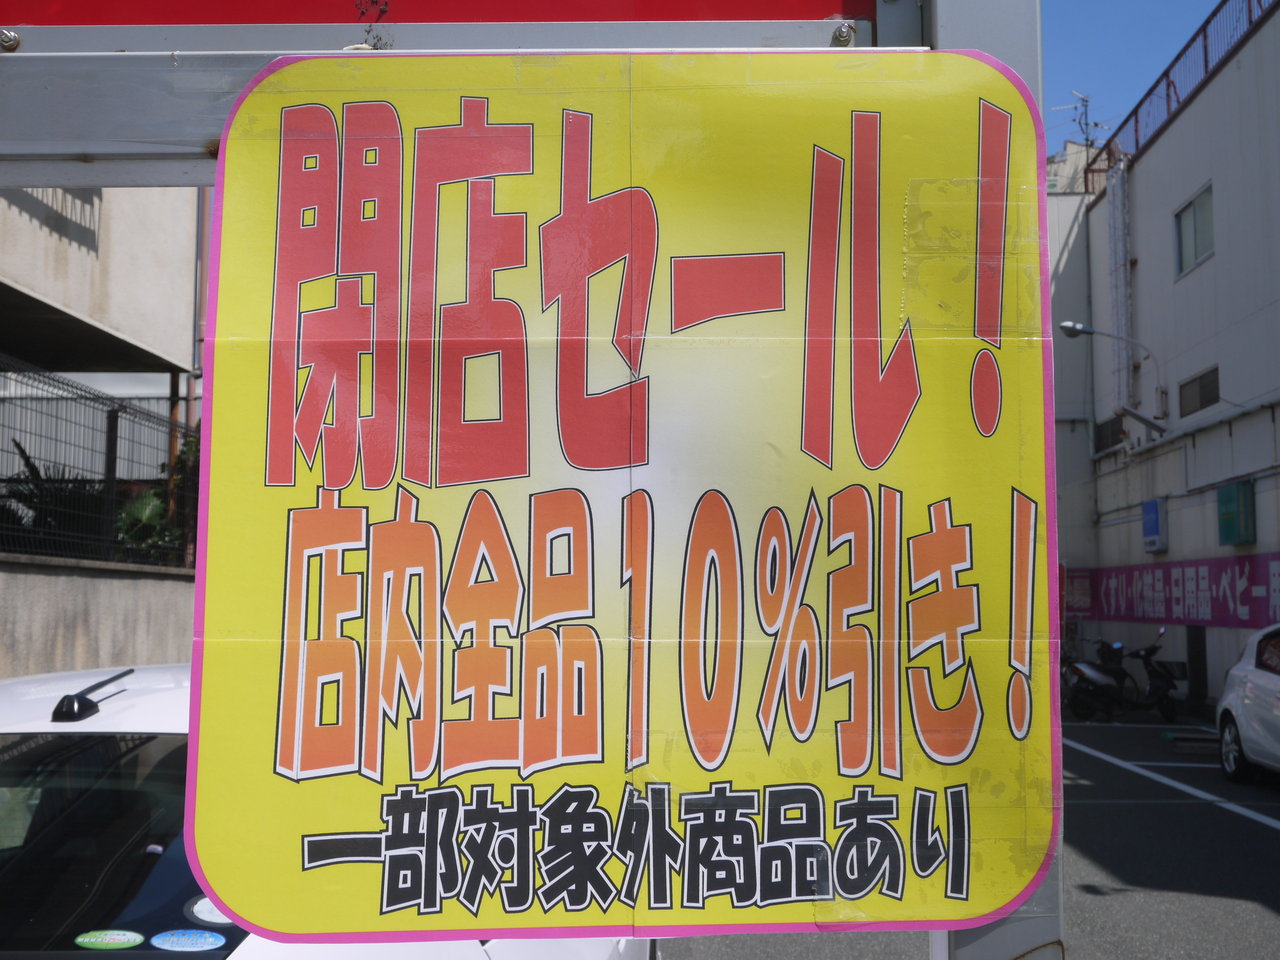 閉店セール!
店内全品10%引き!
一部対象外商品あり
くすり・化粧品・日用品・ベビー用